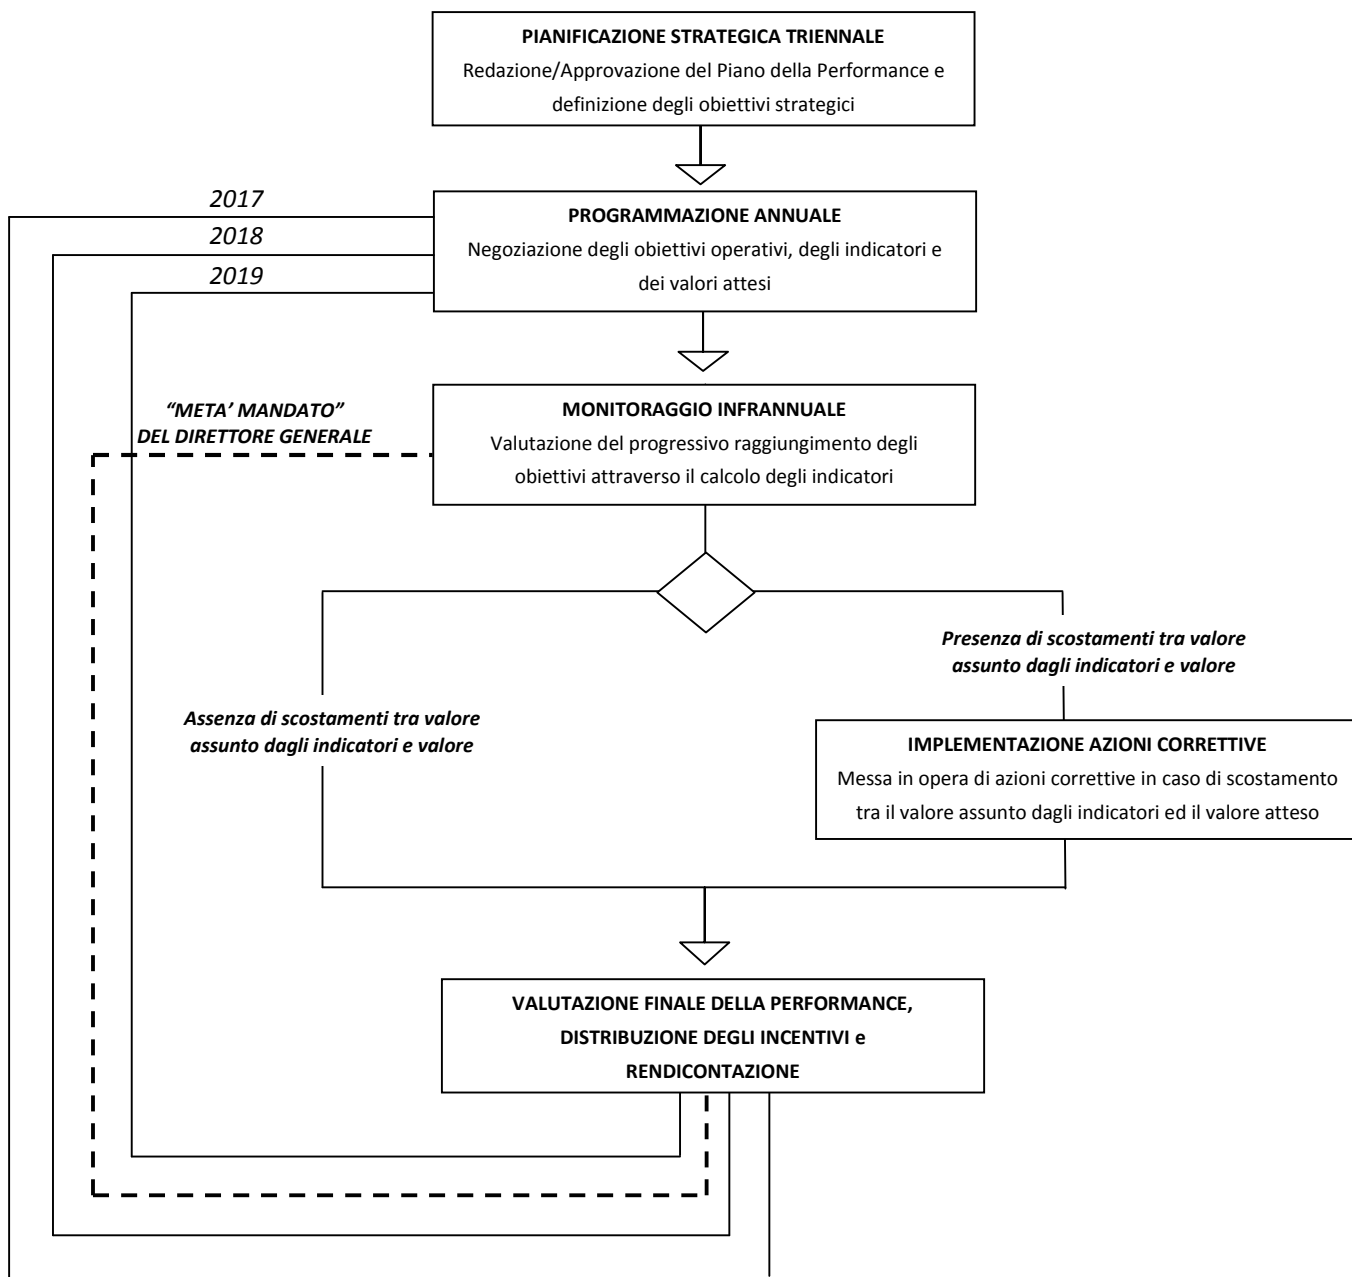 PIANIFICAZIONE STRATEGICA TRIENNALE
Redazione/Approvazione del Piano della Performance e
definizione degli obiettivi strategici
2017
2018
2019
PROGRAMMAZIONE ANNUALE
Negoziazione degli obiettivi operativi, degli indicatori e
dei valori attesi
“META’ MANDATO”
DEL DIRETTORE GENERALE
MONITORAGGIO INFRANNUALE
Valutazione del progressivo raggiungimento degli
obiettivi attraverso il calcolo degli indicatori
Presenza di scostamenti tra valore
assunto dagli indicatori e valore
Assenza di scostamenti tra valore
assunto dagli indicatori e valore
IMPLEMENTAZIONE AZIONI CORRETTIVE
Messa in opera di azioni correttive in caso di scostamento
tra il valore assunto dagli indicatori ed il valore atteso
VALUTAZIONE FINALE DELLA PERFORMANCE,
DISTRIBUZIONE DEGLI INCENTIVI e
RENDICONTAZIONE